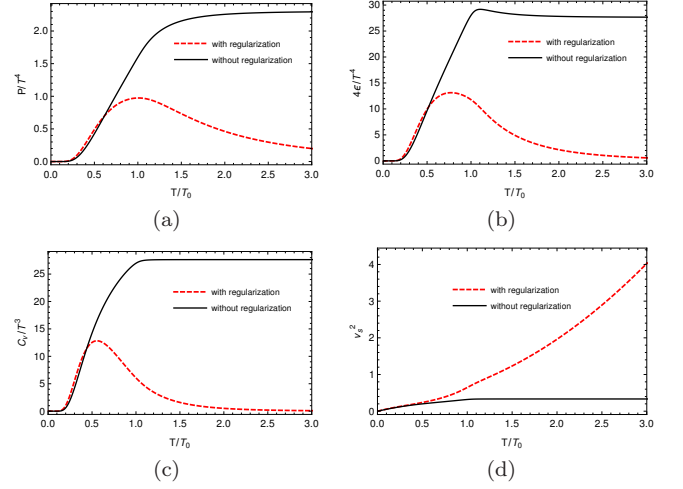 2.0
1.5
1.0
0.5
0.0
P/T⁴
with regularization
without regularization
0.0 0.5 1.0 1.5 2.0 2.5 3.0
T/T₀
(a)
30
25
20
15
10
5
0
4ϵ/T⁴
with regularization
without regularization
0.0 0.5 1.0 1.5 2.0 2.5 3.0
T/T₀
(b)
25
20
15
10
5
0
Cᵥ/T³
with regularization
without regularization
0.0 0.5 1.0 1.5 2.0 2.5 3.0
T/T₀
(c)
4
3
2
1
0
vₛ²
with regularization
without regularization
0.0 0.5 1.0 1.5 2.0 2.5 3.0
T/T₀
(d)